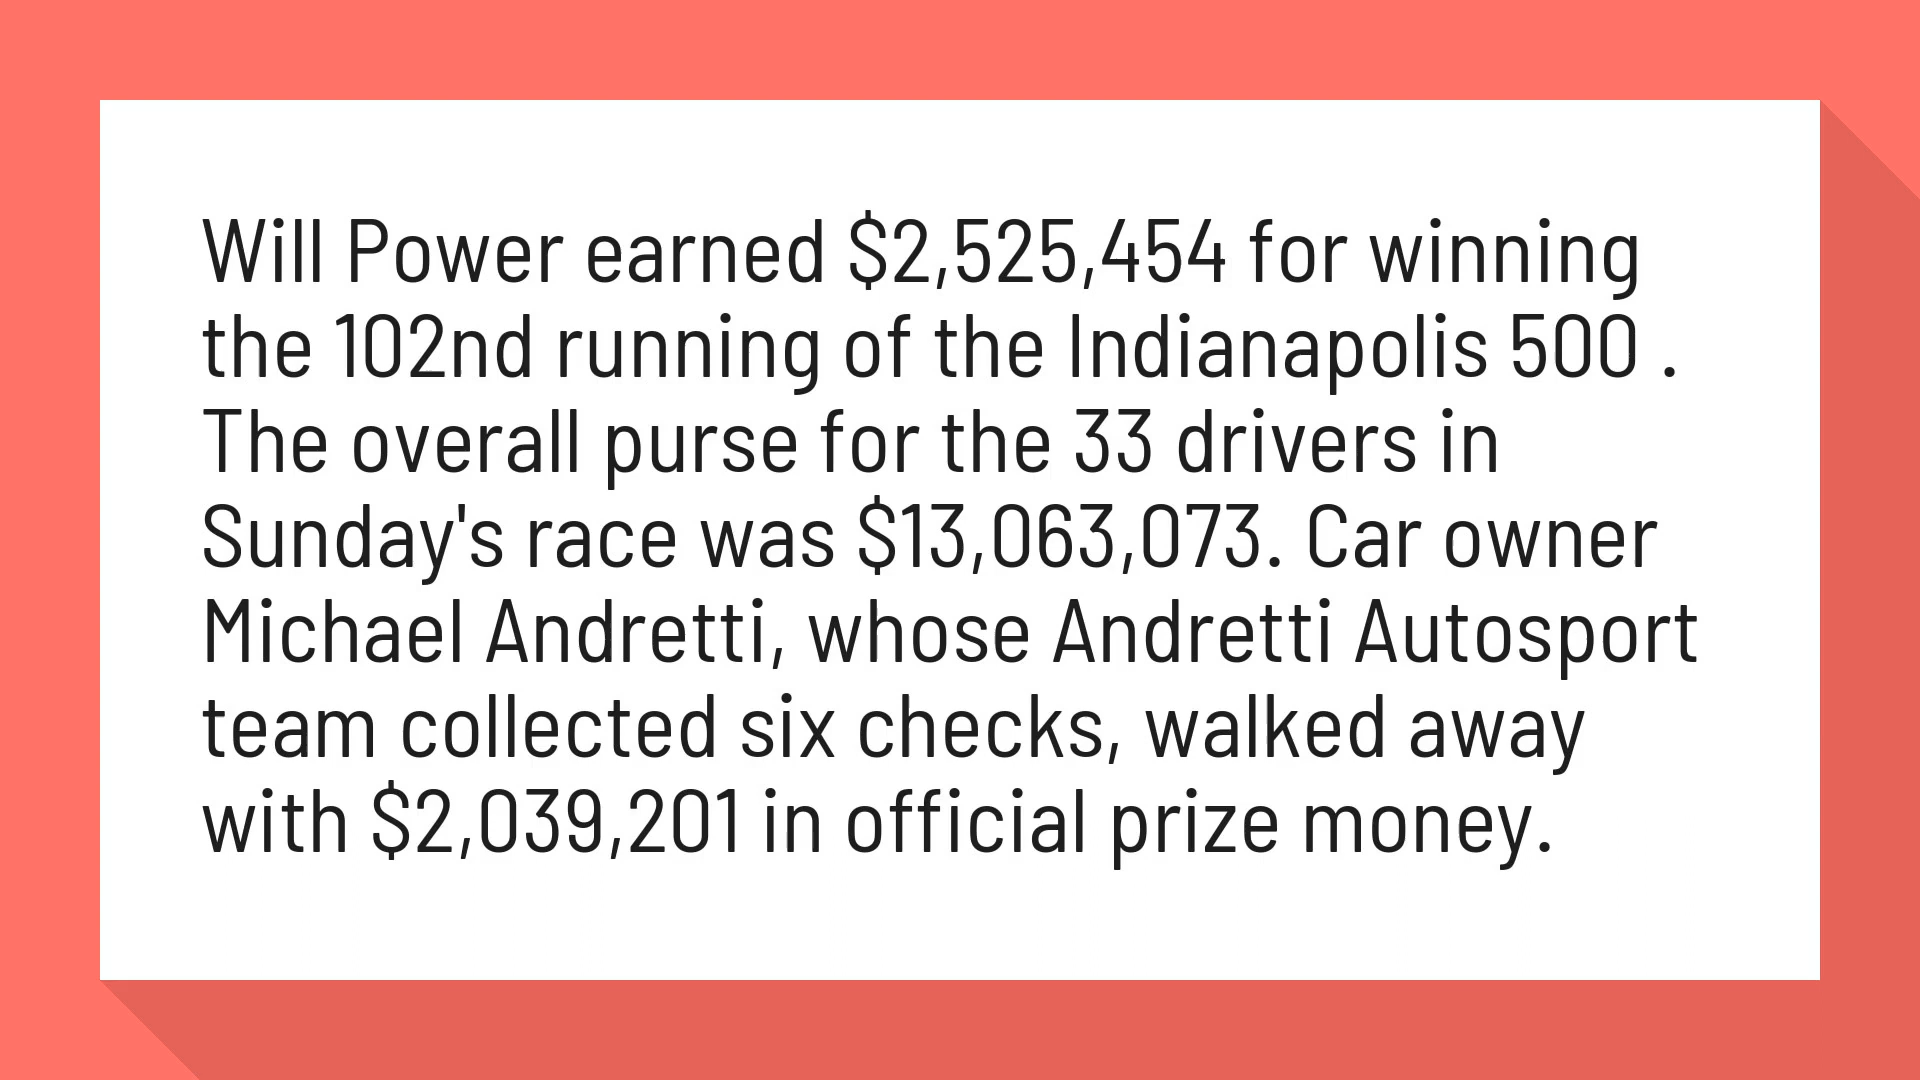 Will Power earned $2,525,454 for winning
the 102nd running of the Indianapolis 500 .
The overall purse for the 33 drivers in
Sunday's race was $13,063,073. Car owner
Michael Andretti, whose Andretti Autosport
team collected six checks, walked away
with $2,039,201 in official prize money.